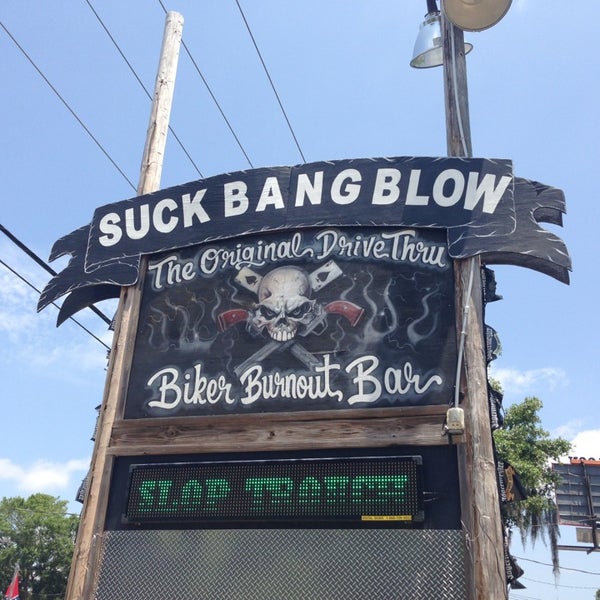 SUCK BANG BLOW
The Original Drive Thru
Biker Burnout Bar